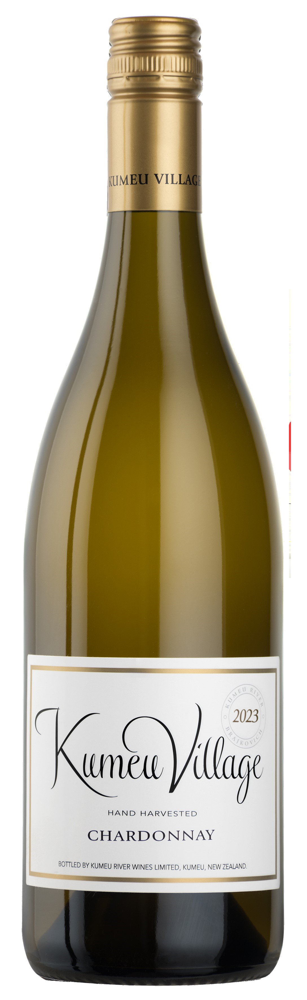 KUMEU VILLAGE
KUMEU RIVER
2023
BRAJKOVICH
Kumeu Village
HAND HARVESTED
CHARDONNAY
BOTTLED BY KUMEU RIVER WINES LIMITED, KUMEU, NEW ZEALAND.